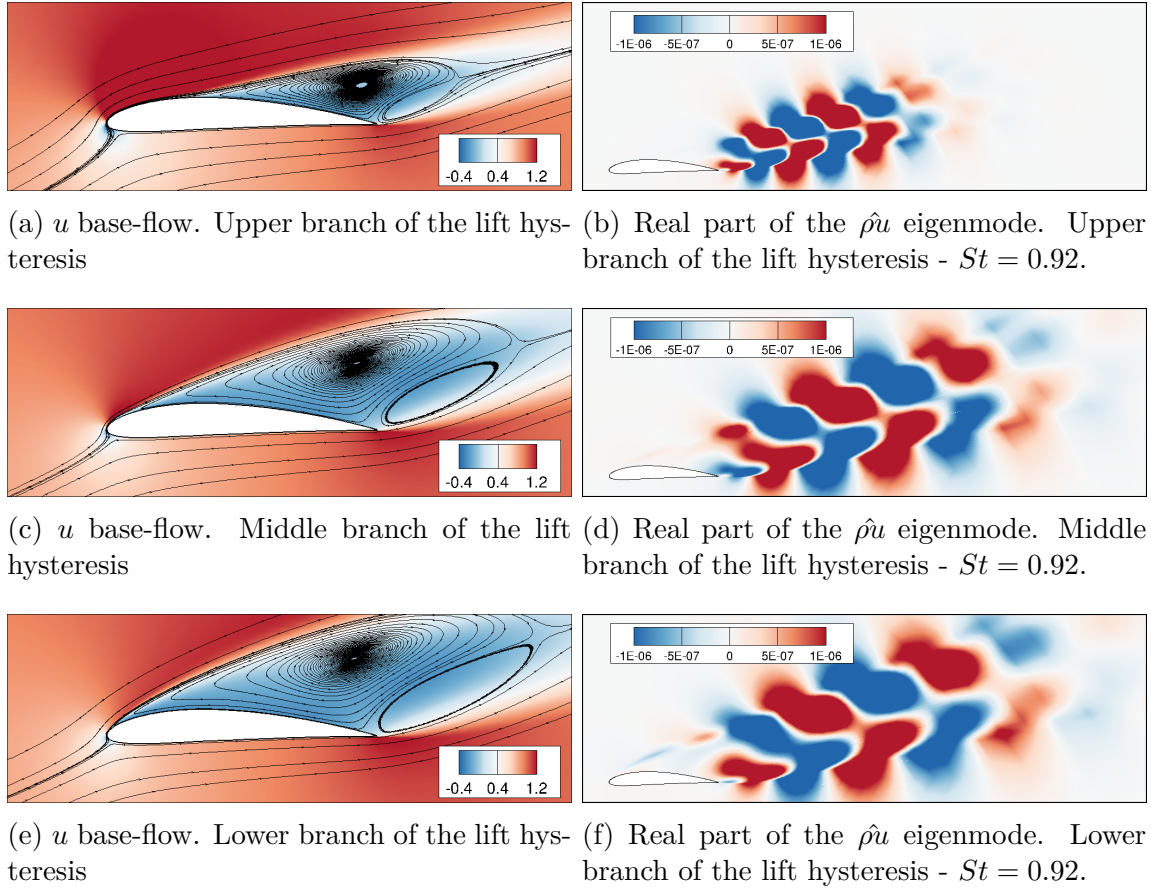 -1E-06 -5E-07 0 5E-07 1E-06
-0.4 0.4 1.2
(a) u base-flow. Upper branch of the lift hys-
teresis
(b) Real part of the ρ̂u eigenmode. Upper
branch of the lift hysteresis - St = 0.92.
-1E-06 -5E-07 0 5E-07 1E-06
-0.4 0.4 1.2
(c) u base-flow. Middle branch of the lift
hysteresis
(d) Real part of the ρ̂u eigenmode. Middle
branch of the lift hysteresis - St = 0.92.
-1E-06 -5E-07 0 5E-07 1E-06
-0.4 0.4 1.2
(e) u base-flow. Lower branch of the lift hys-
teresis
(f) Real part of the ρ̂u eigenmode. Lower
branch of the lift hysteresis - St = 0.92.